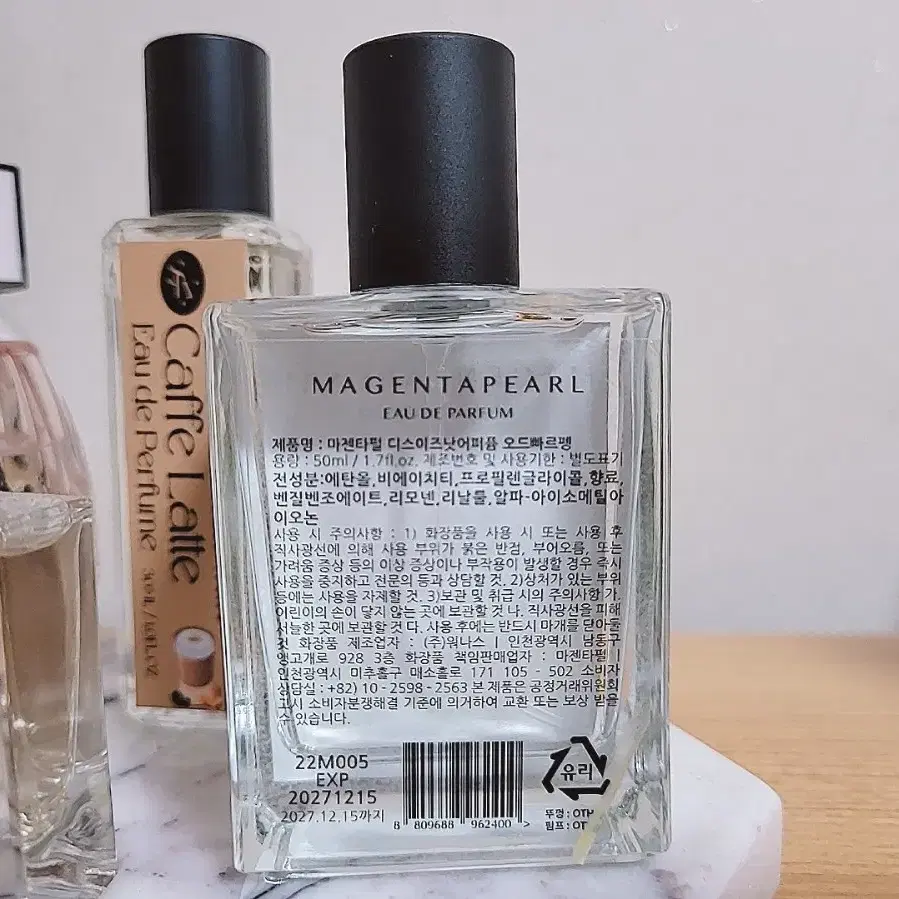 Caffe Latte
Eau de Perfume
MAGENTAPEARL
EAU DE PARFUM
제품명 : 마젠타펄 디스이즈낫어피쥼 오드빠르펭
용량 : 50ml / 1.7fl,oz. 제조번호 및 사용기한 : 별도표기
전성분:에탄올,비에이치티,프로필렌글라이콜,향료,
벤질벤조에이트,리모넨,리날룰,알파-아이소메틸아
이오논
사용 시 주의사항 : 1) 화장품을 사용 시 또는 사용 후
직사광선에 의해 사용 부위가 붉은 반점, 부어오름, 또는
가려움 증상 등의 이상 증상이나 부작용이 발생할 경우 즉시
사용을 중지하고 전문의 등과 상담할 것. 2)상처가 있는 부위
등에는 사용을 자제할 것. 3)보관 및 취급 시의 주의사항 가.
어린이의 손이 닿지 않는 곳에 보관할 것 나. 직사광선을 피해
서늘한 곳에 보관할 것 다. 사용 후에는 반드시 마개를 닫아둘
것 화장품 제조업자 : (주)워나스 | 인천광역시 남동구
앵고개로 928 3층 화장품 책임판매업자 : 마젠타펄 |
인천광역시 미추홀구 매소홀로 171 105 - 502 소비자
상담실 : +82) 10 - 2598 - 2563 본 제품은 공정거래위원회
고시 소비자분쟁해결 기준에 의거하여 교환 또는 보상 받을
수 있습니다.
22M005
EXP
20271215
2027.12.15까지
8 809688 962400 >
유리
뚜껑 : OTH
펌프 : OT